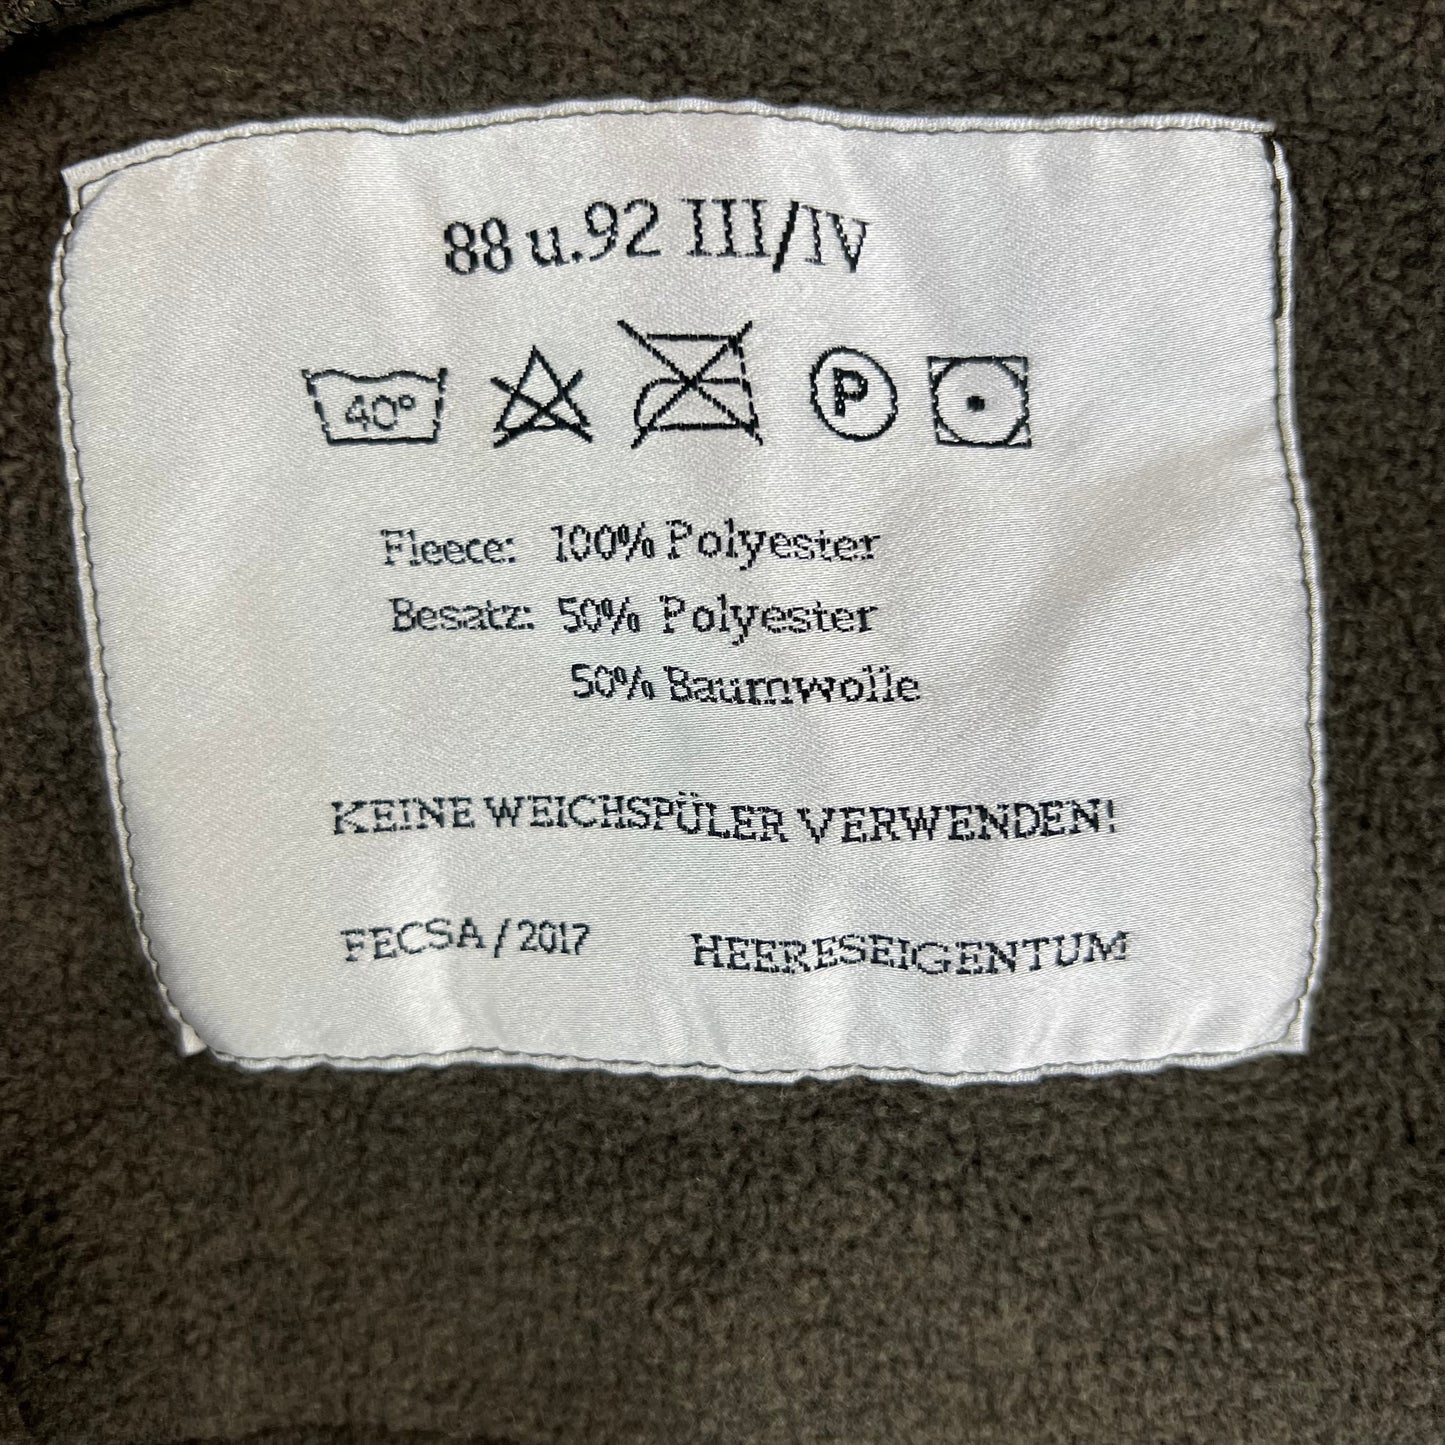 88 u.92 III/IV
40° P
Fleece: 100% Polyester
Besatz: 50% Polyester
50% Baumwolle
KEINE WEICHSPÜLER VERWENDEN!
FECSA / 2017 HEERESEIGENTUM